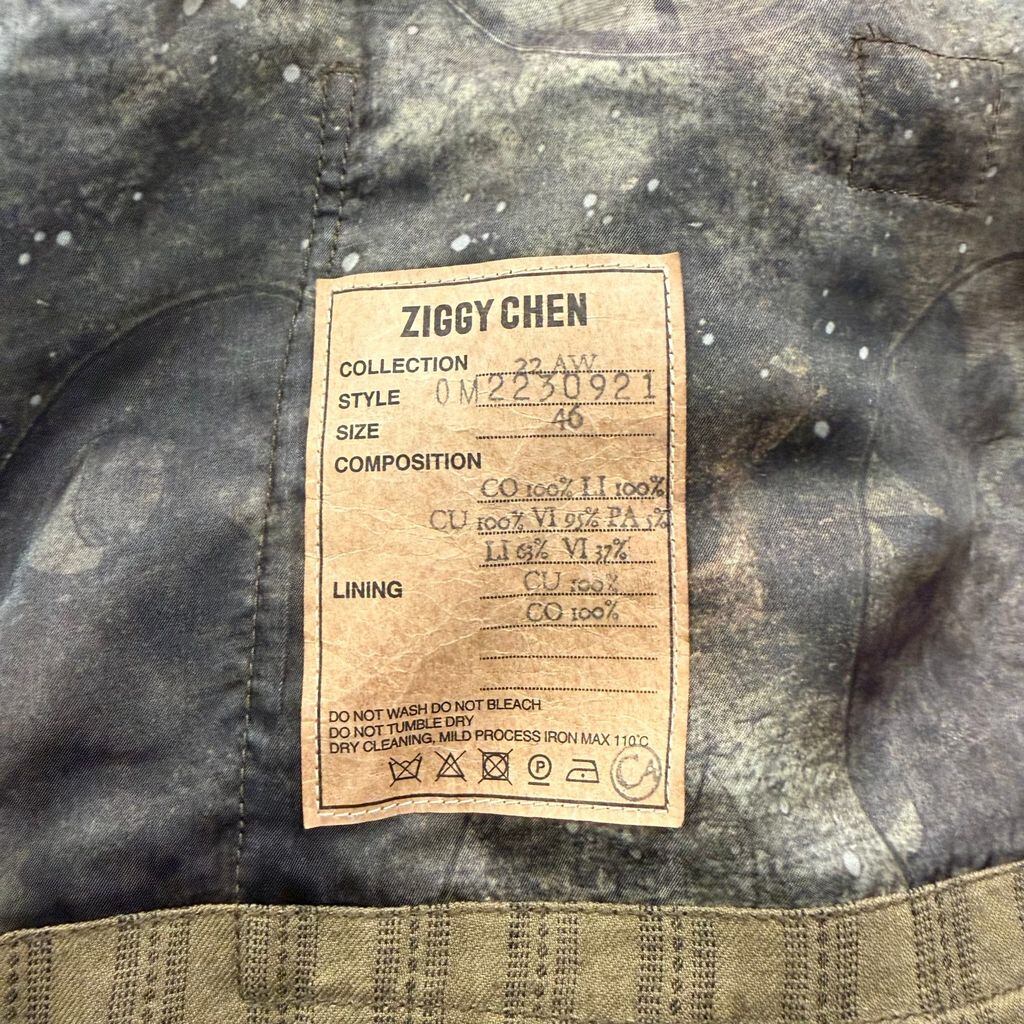 ZIGGY CHEN
COLLECTION 22 AW
STYLE 0M2230921
SIZE 46
COMPOSITION
CO 100% LI 100%
CU 100% VI 95% PA 5%
LI 63% VI 37%
LINING CU 100%
CO 100%
DO NOT WASH DO NOT BLEACH
DO NOT TUMBLE DRY
DRY CLEANING, MILD PROCESS IRON MAX 110°C
P
CA